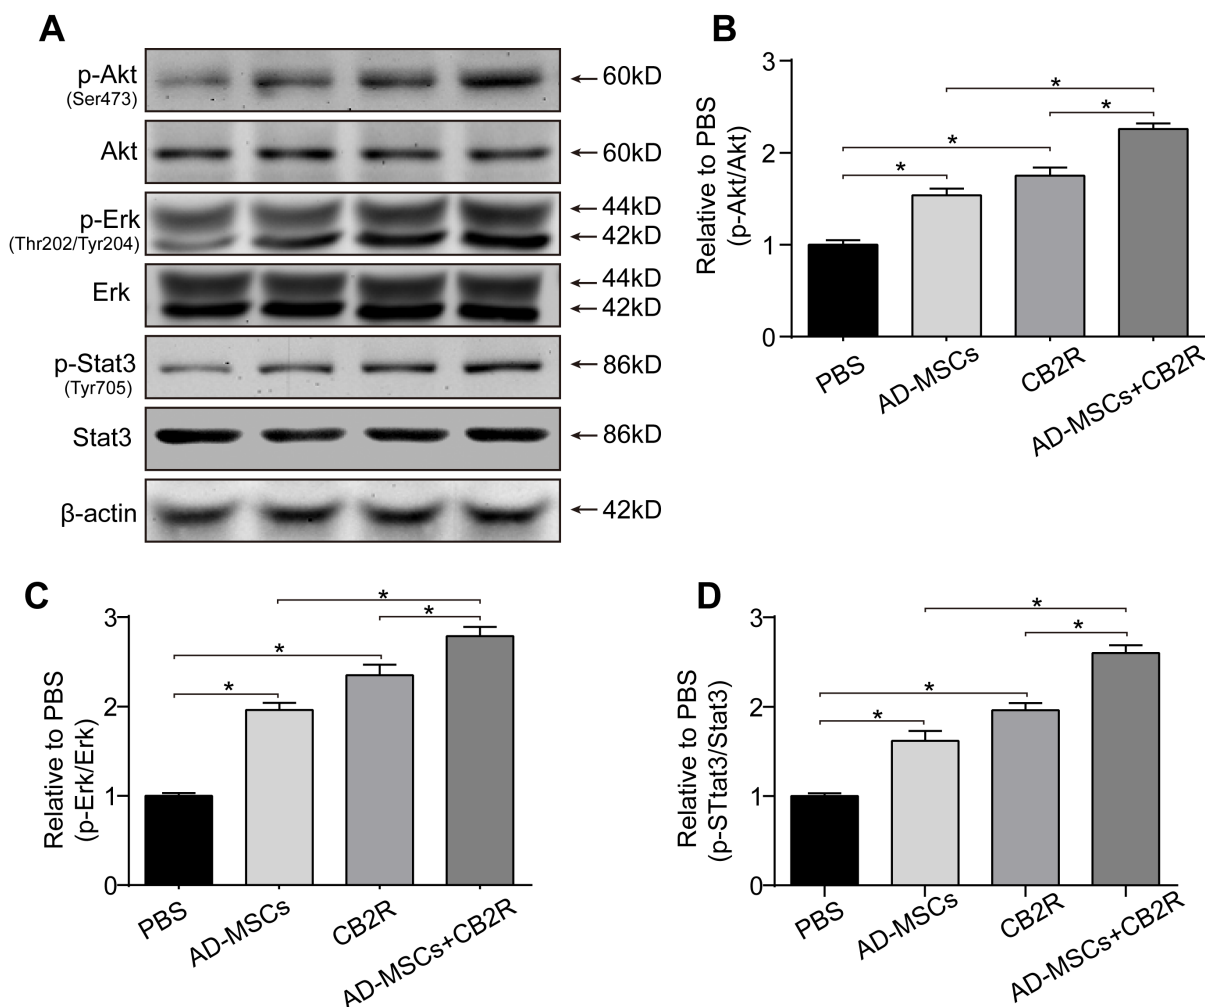 A
p-Akt
(Ser473)
60kD
Akt
60kD
p-Erk
(Thr202/Tyr204)
44kD
42kD
Erk
44kD
42kD
p-Stat3
(Tyr705)
86kD
Stat3
86kD
β-actin
42kD
B
Relative to PBS
(p-Akt/Akt)
3
2
1
0
*
*
*
*
PBS
AD-MSCs
CB2R
AD-MSCs+CB2R
C
Relative to PBS
(p-Erk/Erk)
3
2
1
0
*
*
*
*
PBS
AD-MSCs
CB2R
AD-MSCs+CB2R
D
Relative to PBS
(p-STtat3/Stat3)
3
2
1
0
*
*
*
*
PBS
AD-MSCs
CB2R
AD-MSCs+CB2R